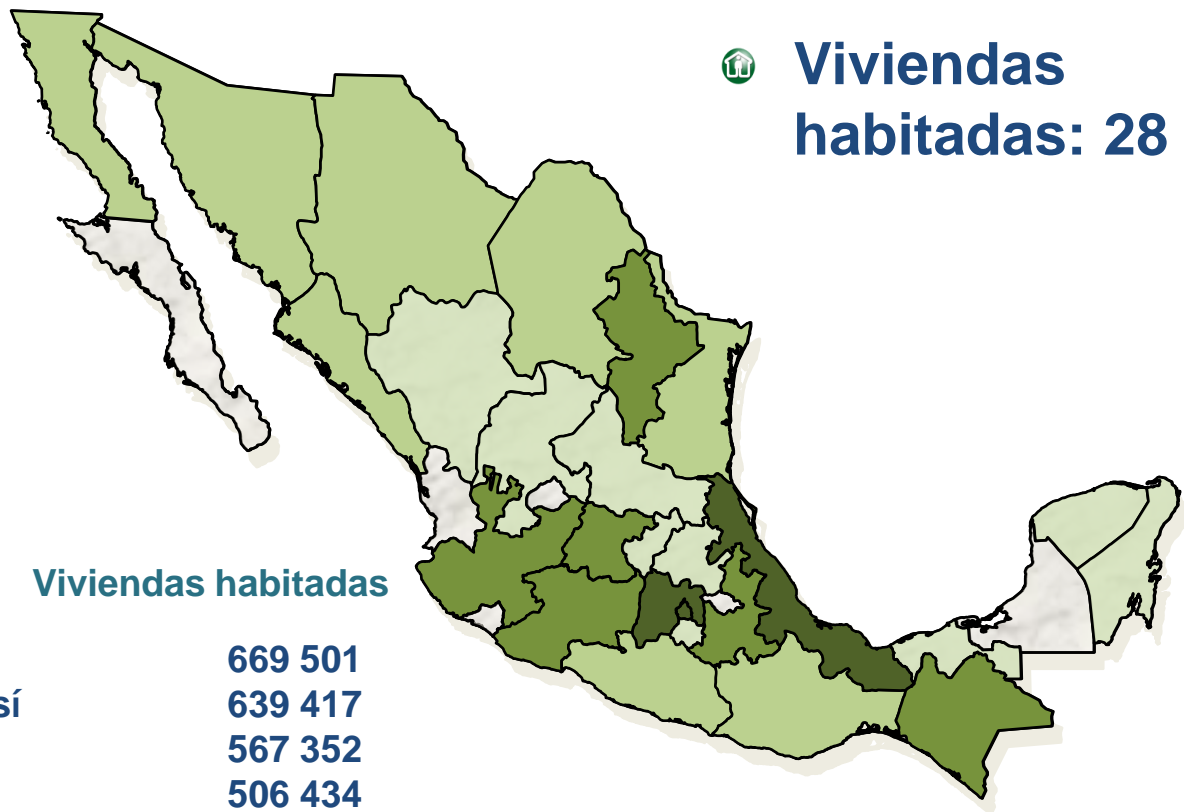 Viviendas
habitadas: 28
Viviendas habitadas
669 501
sí 639 417
567 352
506 434